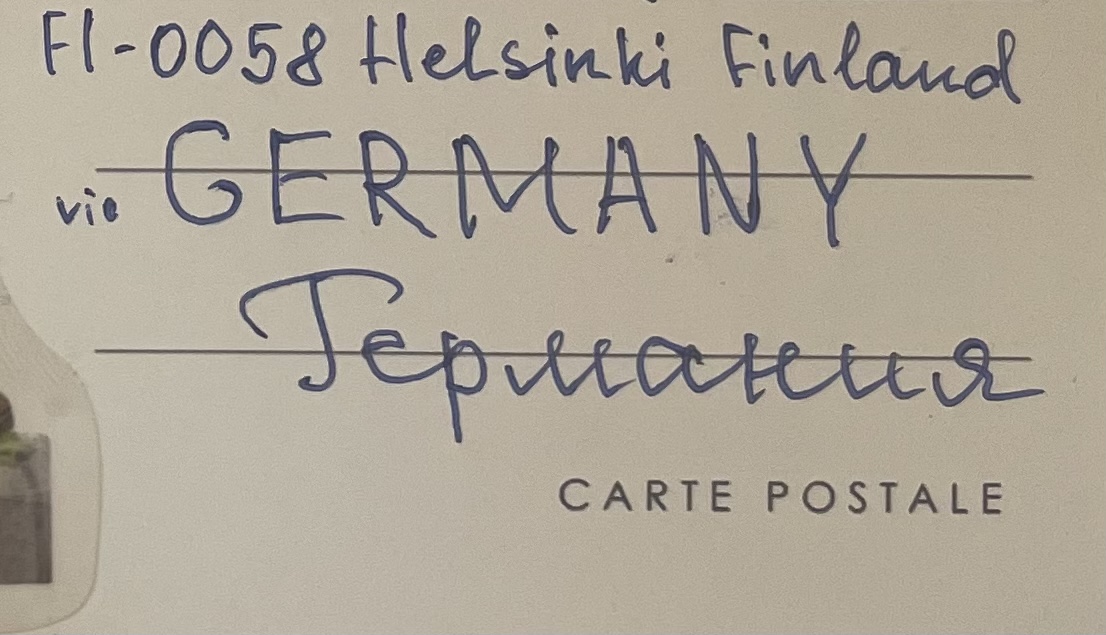 FI-0058 Helsinki Finland
via GERMANY
Германия
CARTE POSTALE